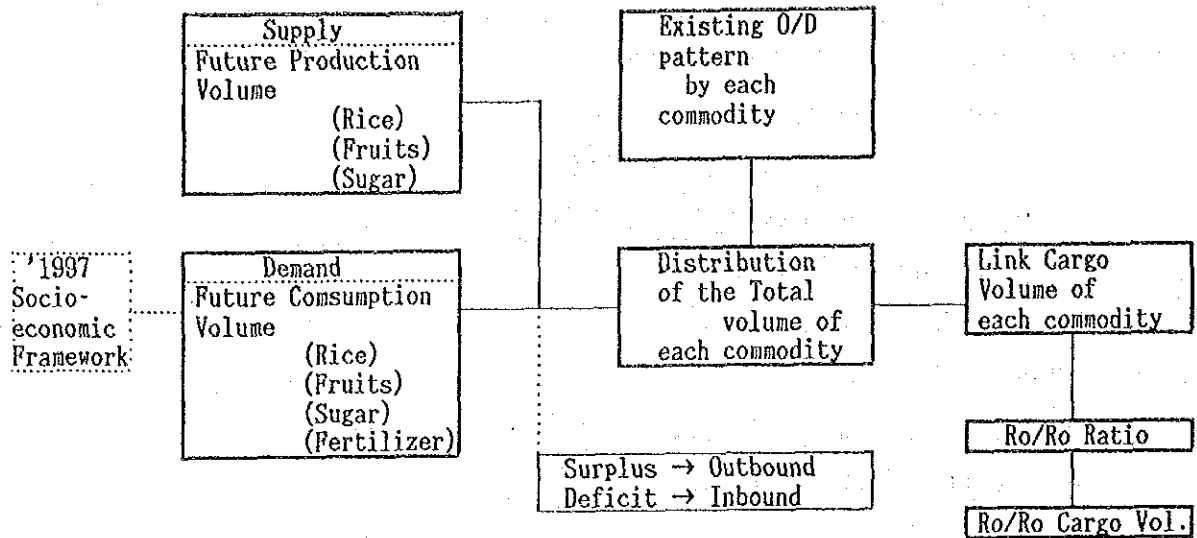 Supply
Future Production
Volume
(Rice)
(Fruits)
(Sugar)
Existing O/D
pattern
by each
commodity
'1997
Socio-
economic
Framework
Demand
Future Comsumption
Volume
(Rice)
(Fruits)
(Sugar)
(Fertilizer)
Distribution
of the Total
volume of
each commodity
Link Cargo
Volume of
each commodity
Surplus → Outbound
Deficit → Inbound
Ro/Ro Ratio
Ro/Ro Cargo Vol.